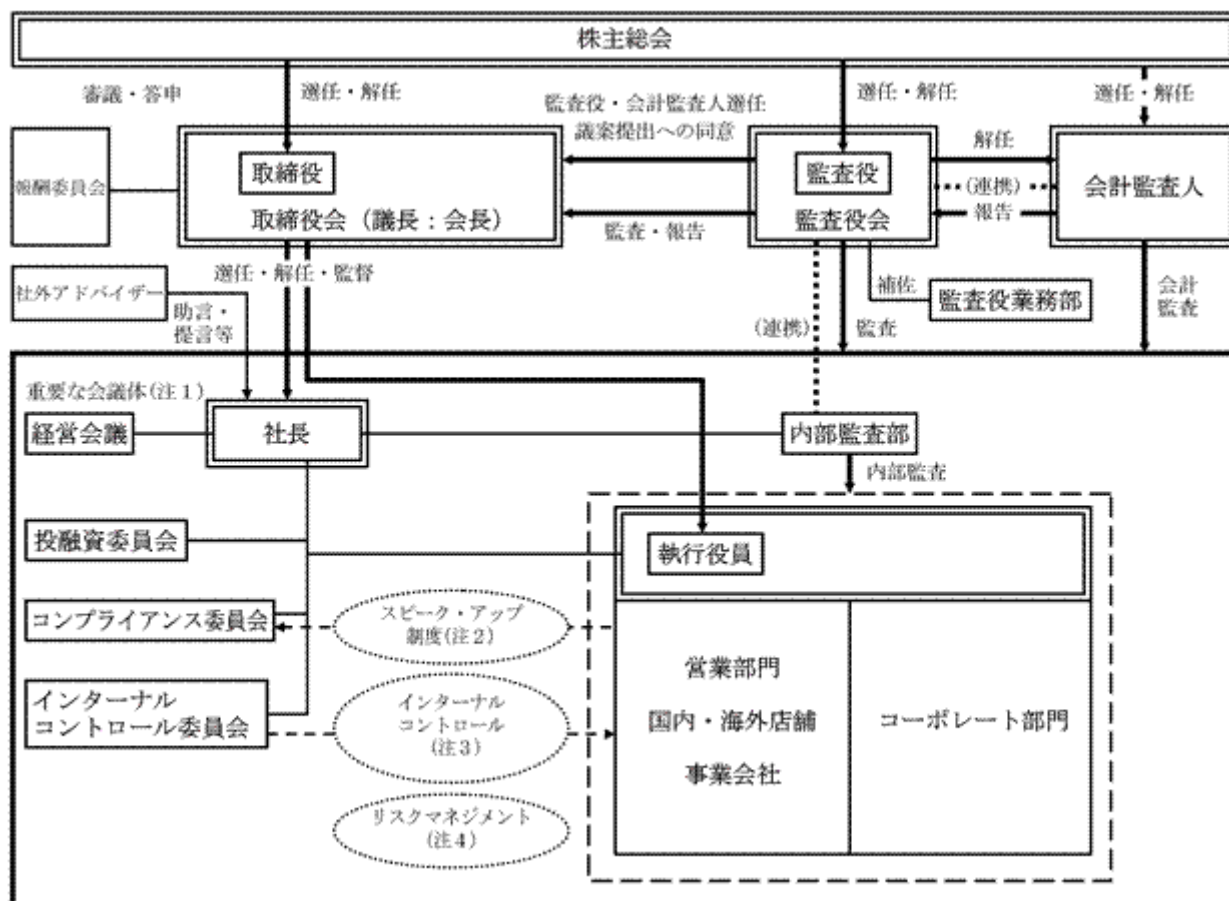 株主総会
審議・答申
選任・解任
監査役・会計監査人選任
議案提出への同意
選任・解任
選任・解任
報酬委員会
取締役
取締役会（議長：会長）
監査・報告
監査役
監査役会
解任
(連携)
報告
会計監査人
選任・解任・監督
社外アドバイザー
助言・
提言等
(連携)
監査
補佐
監査役業務部
会計
監査
重要な会議体(注１)
経営会議
社長
内部監査部
内部監査
投融資委員会
執行役員
コンプライアンス委員会
スピーク・アップ
制度(注２)
インターナル
コントロール委員会
インターナル
コントロール
(注３)
リスクマネジメント
(注４)
営業部門
国内・海外店舗
事業会社
コーポレート部門